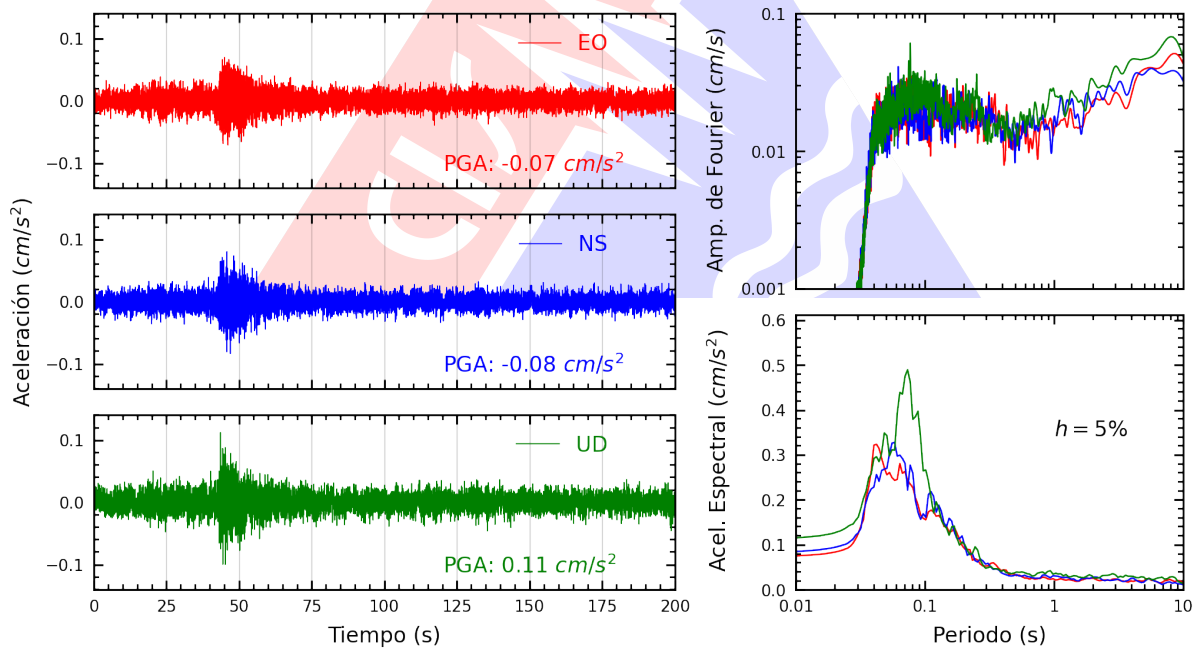 Aceleración (cm/s²)
0.1
0.0
−0.1
EO
PGA: -0.07 cm/s²
0.1
0.0
−0.1
NS
PGA: -0.08 cm/s²
0.1
0.0
−0.1
UD
PGA: 0.11 cm/s²
0 25 50 75 100 125 150 175 200
Tiempo (s)
Amp. de Fourier (cm/s)
0.1
0.01
0.001
Acel. Espectral (cm/s²)
0.6
0.5
0.4
0.3
0.2
0.1
0.0
h = 5%
0.01 0.1 1 10
Periodo (s)